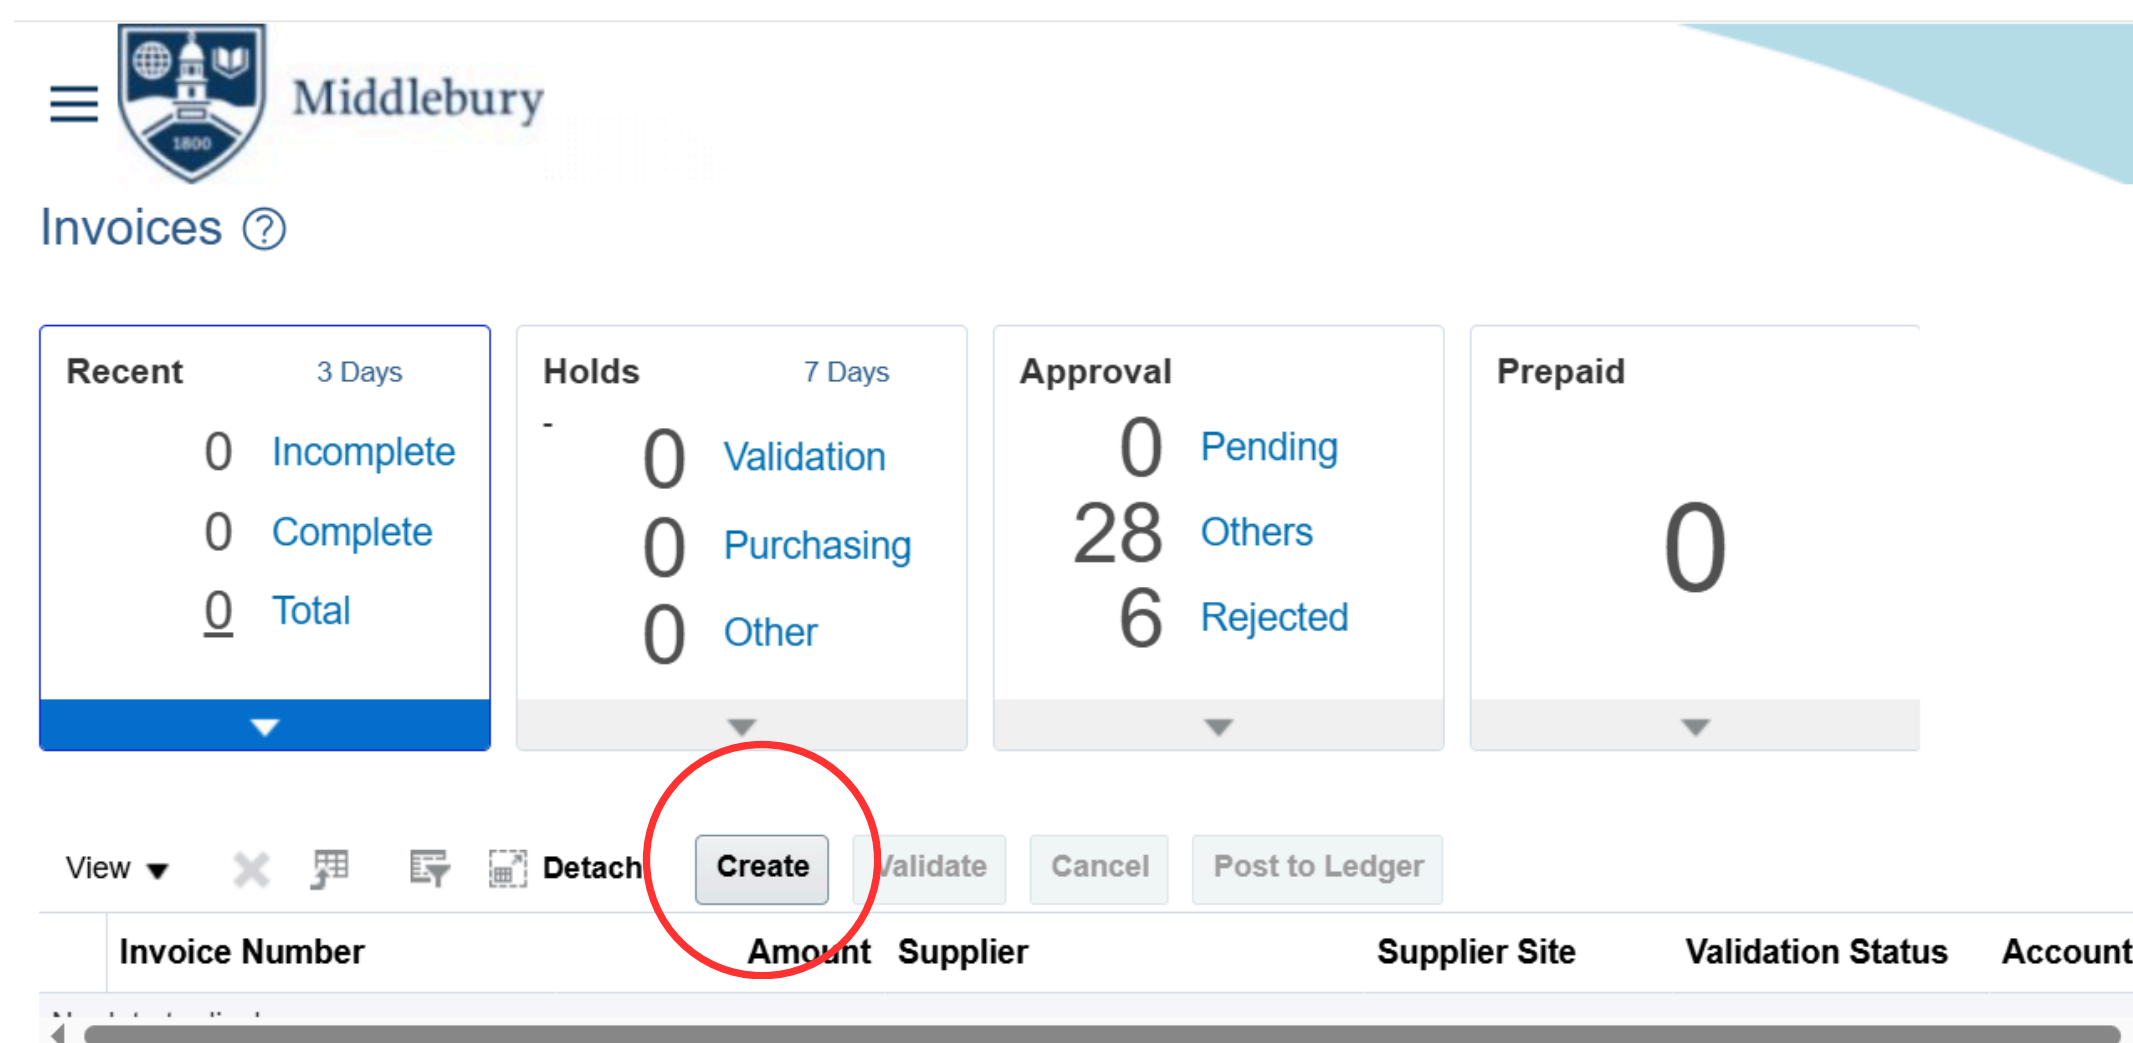 1800
Middlebury
Invoices ?
Recent 3 Days
0 Incomplete
0 Complete
0 Total
Holds 7 Days
-
0 Validation
0 Purchasing
0 Other
Approval
0 Pending
28 Others
6 Rejected
Prepaid
0
View Detach Create Validate Cancel Post to Ledger
Invoice Number Amount Supplier Supplier Site Validation Status Account